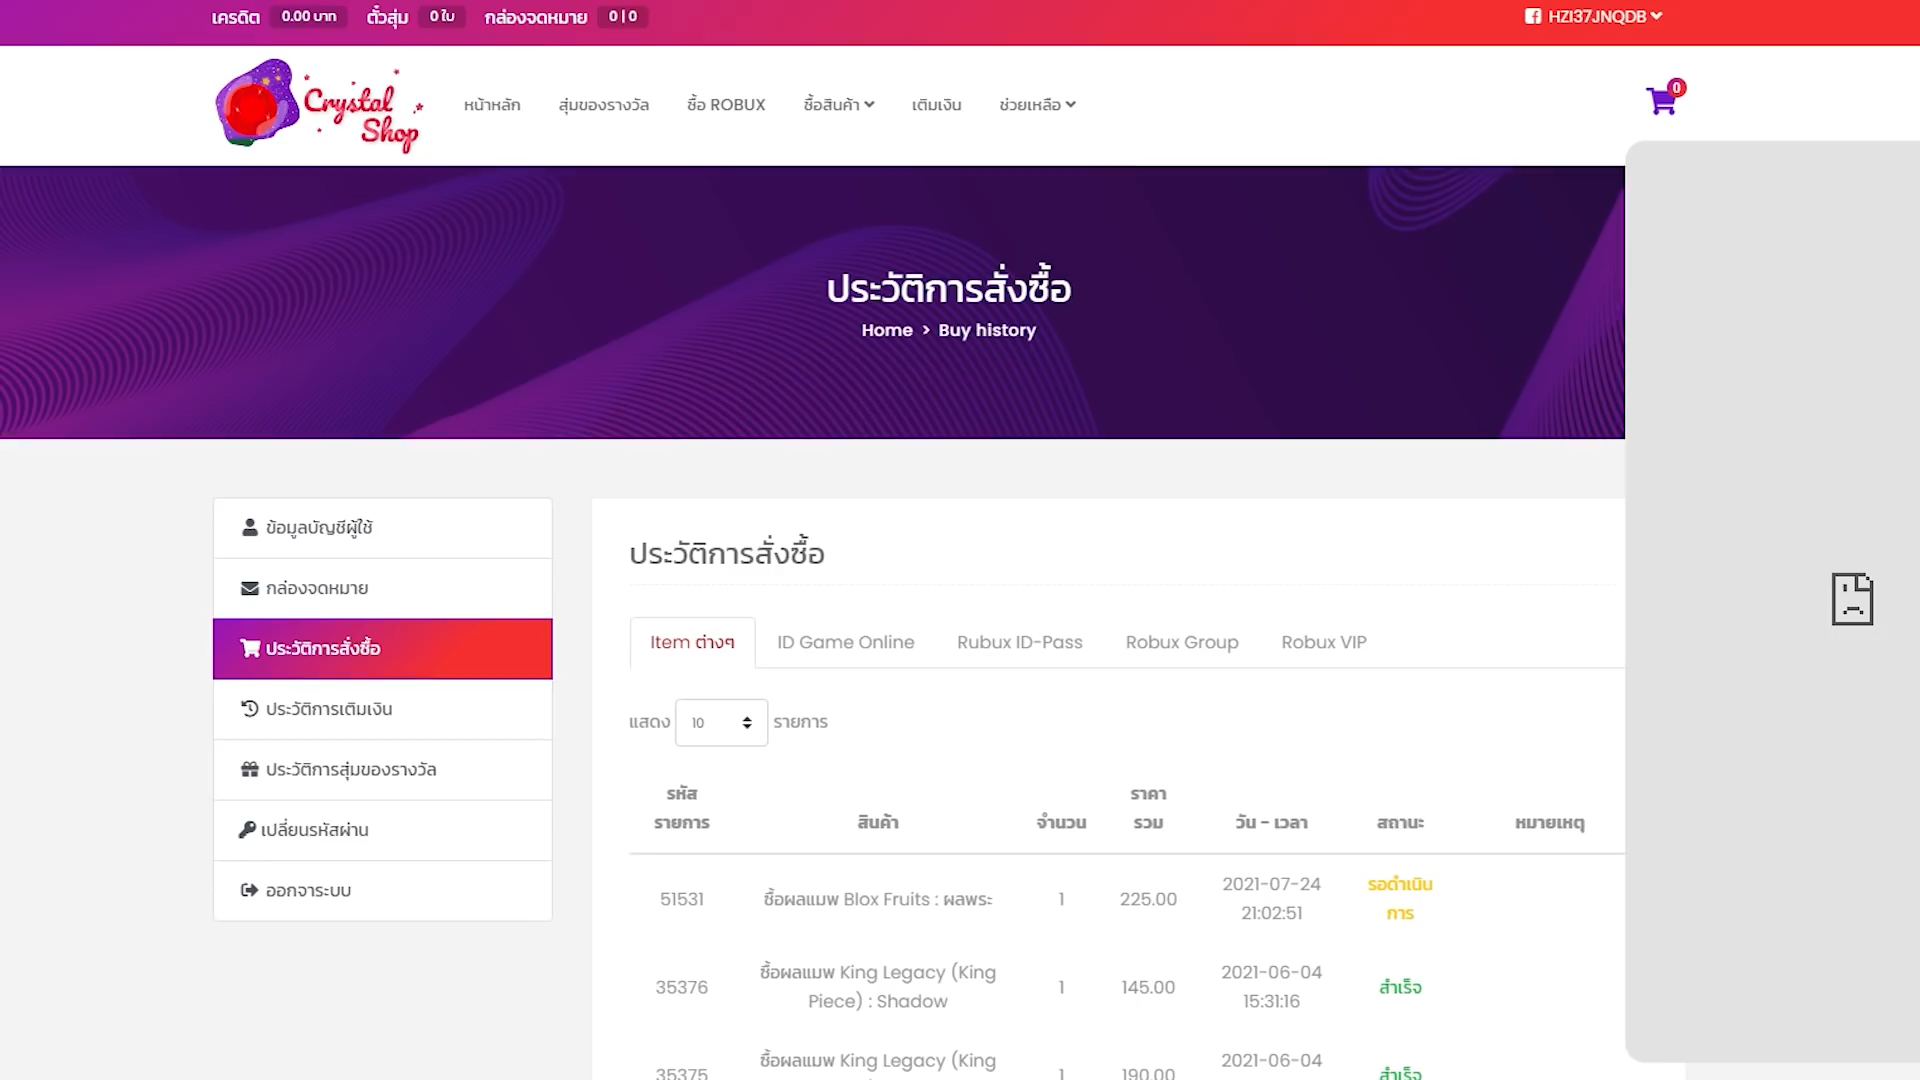 เครดิต 0.00 บาท ตั๋วสุ่ม 0 ใบ กล่องจดหมาย 0 | 0 HZI37JNQDB
Crystal
Shop
หน้าหลัก สุ่มของรางวัล ซื้อ ROBUX ซื้อสินค้า เติมเงิน ช่วยเหลือ 0
ประวัติการสั่งซื้อ
Home > Buy history
ข้อมูลบัญชีผู้ใช้
กล่องจดหมาย
ประวัติการสั่งซื้อ
ประวัติการเติมเงิน
ประวัติการสุ่มของรางวัล
เปลี่ยนรหัสผ่าน
ออกจาระบบ
ประวัติการสั่งซื้อ
Item ต่างๆ ID Game Online Rubux ID-Pass Robux Group Robux VIP
แสดง 10 รายการ
รหัส ราคา
รายการ สินค้า จำนวน รวม วัน - เวลา สถานะ หมายเหตุ
2021-07-24 รอดำเนิน
51531 ซื้อผลแมพ Blox Fruits : ผลพระ 1 225.00
21:02:51 การ
ซื้อผลแมพ King Legacy (King 2021-06-04
35376 1 145.00 สำเร็จ
Piece) : Shadow 15:31:16
ซื้อผลแมพ King Legacy (King 2021-06-04
35375 1 190.00 สำเร็จ